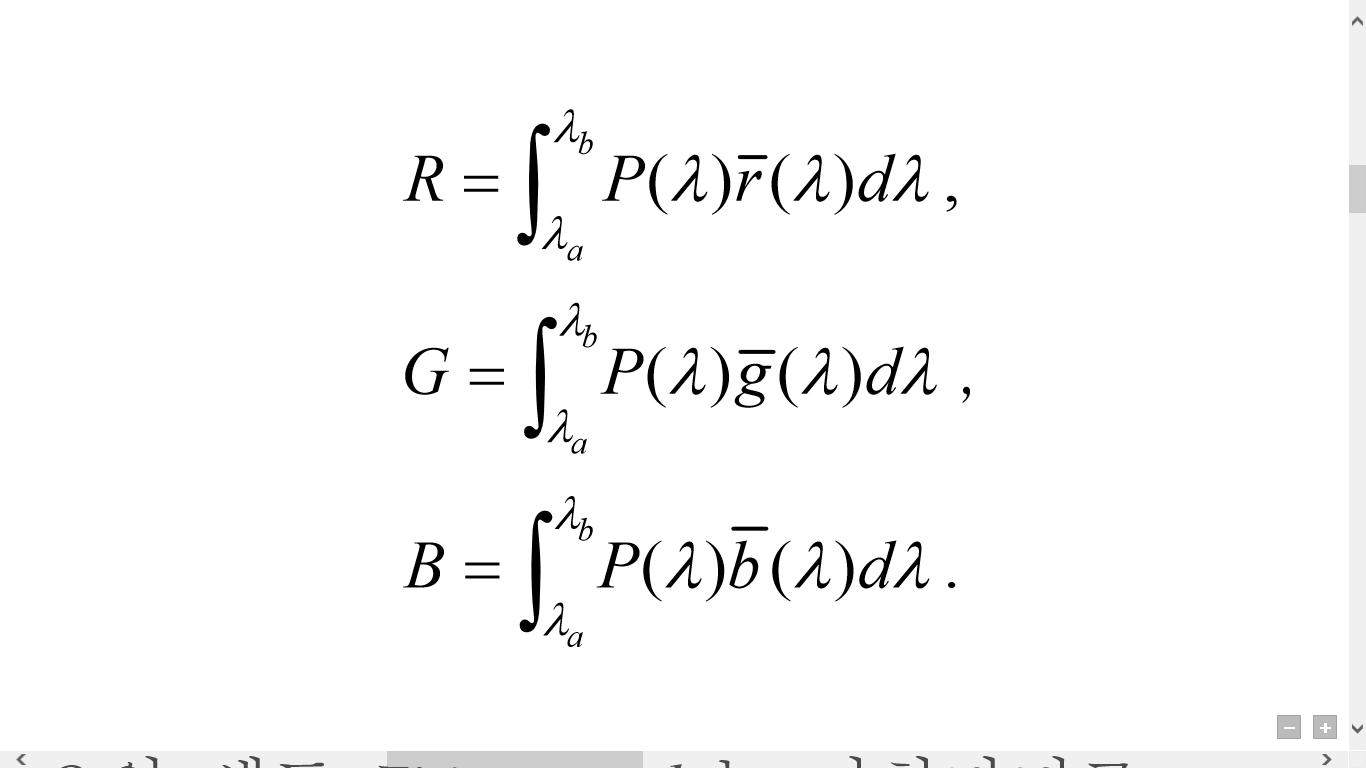 R = ∫_{λ_a}^{λ_b} P(λ) r̅(λ)dλ ,
G = ∫_{λ_a}^{λ_b} P(λ) g̅(λ)dλ ,
B = ∫_{λ_a}^{λ_b} P(λ) b̅(λ)dλ .